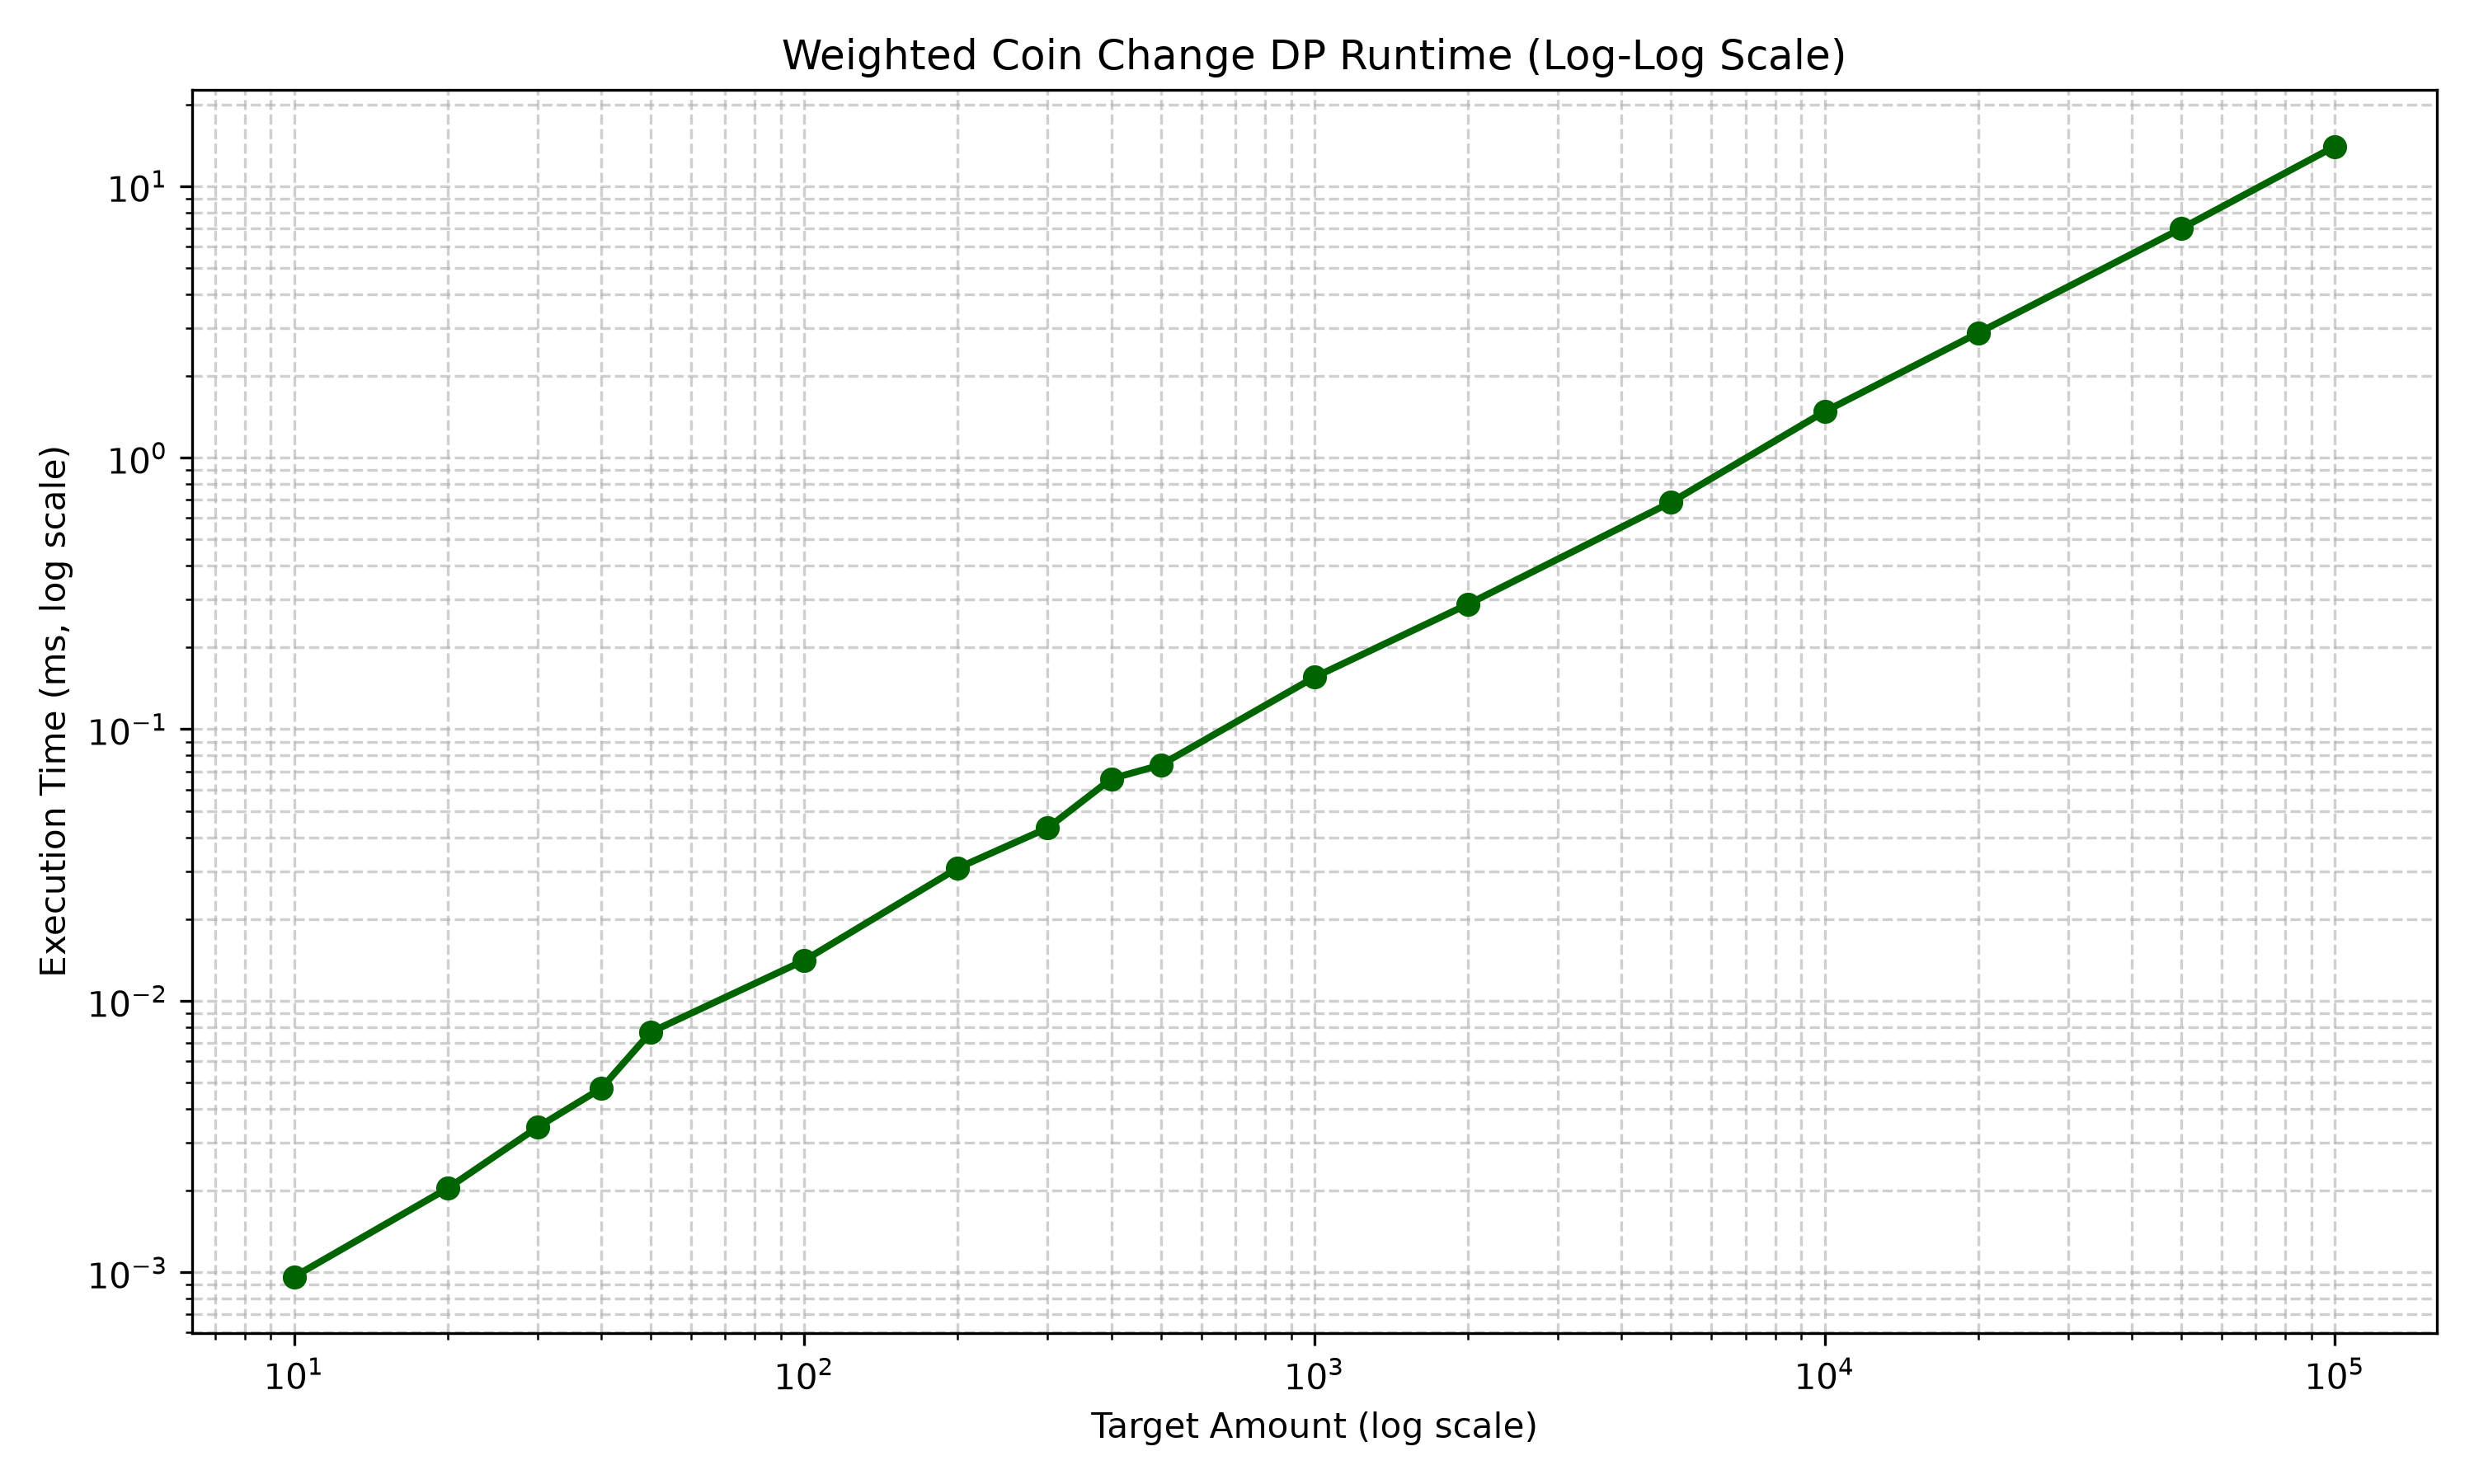 Weighted Coin Change DP Runtime (Log-Log Scale)
Execution Time (ms, log scale)
10¹
10⁰
10⁻¹
10⁻²
10⁻³
10¹ 10² 10³ 10⁴ 10⁵
Target Amount (log scale)